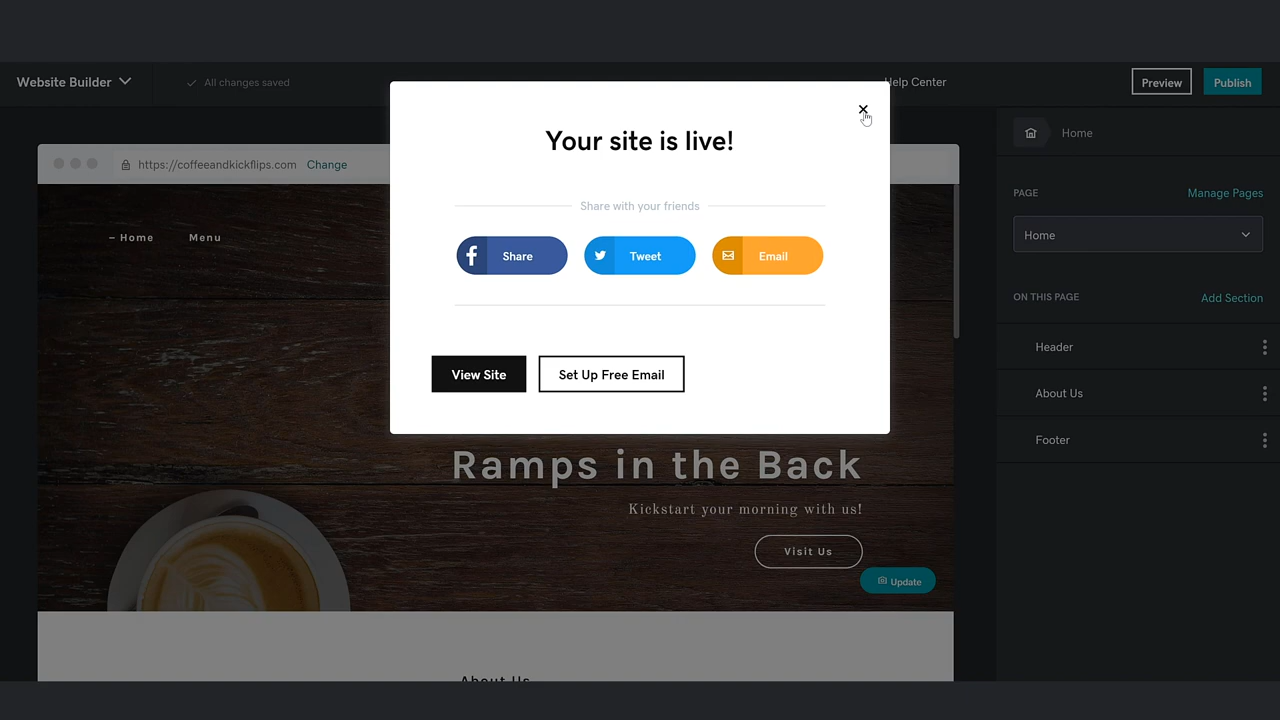 Website Builder
All changes saved
Help Center
Preview
Publish
https://coffeeandkickflips.com Change
– Home Menu
Your site is live!
Share with your friends
Share
Tweet
Email
View Site
Set Up Free Email
Ramps in the Back
Kickstart your morning with us!
Visit Us
Update
About Us
Home
PAGE
Manage Pages
Home
ON THIS PAGE
Add Section
Header
About Us
Footer